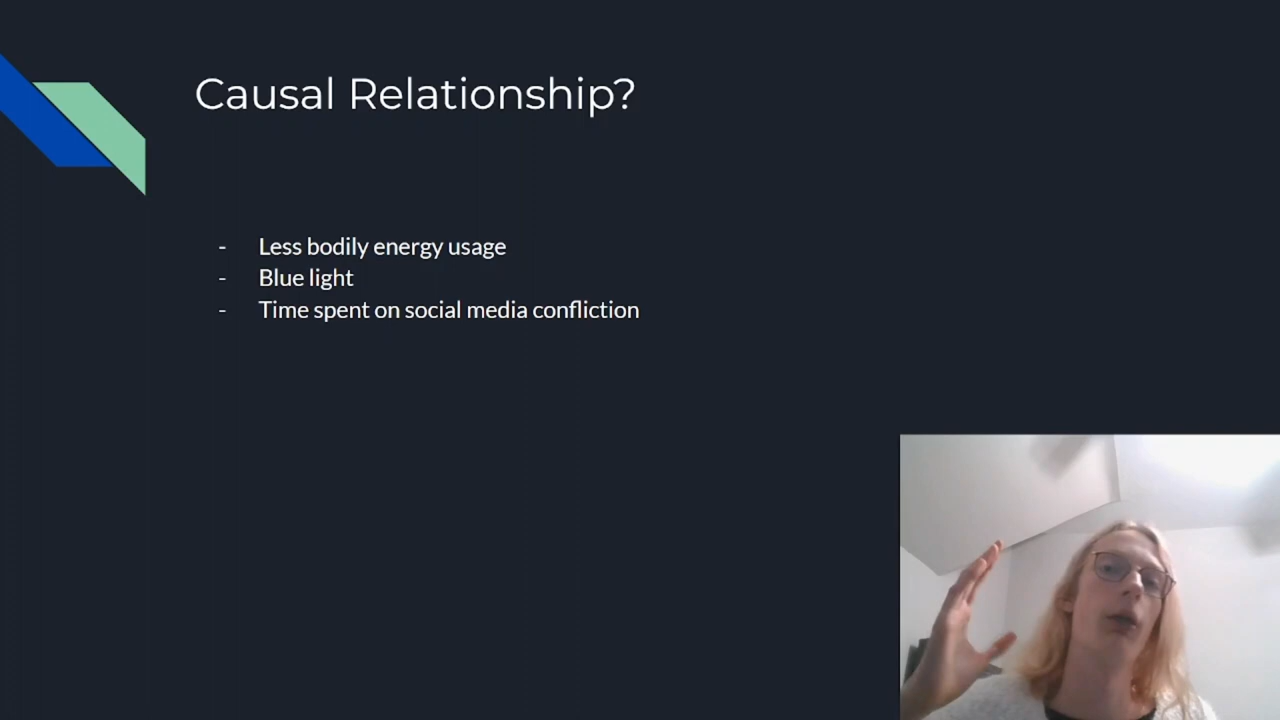 Causal Relationship?
- Less bodily energy usage
- Blue light
- Time spent on social media confliction